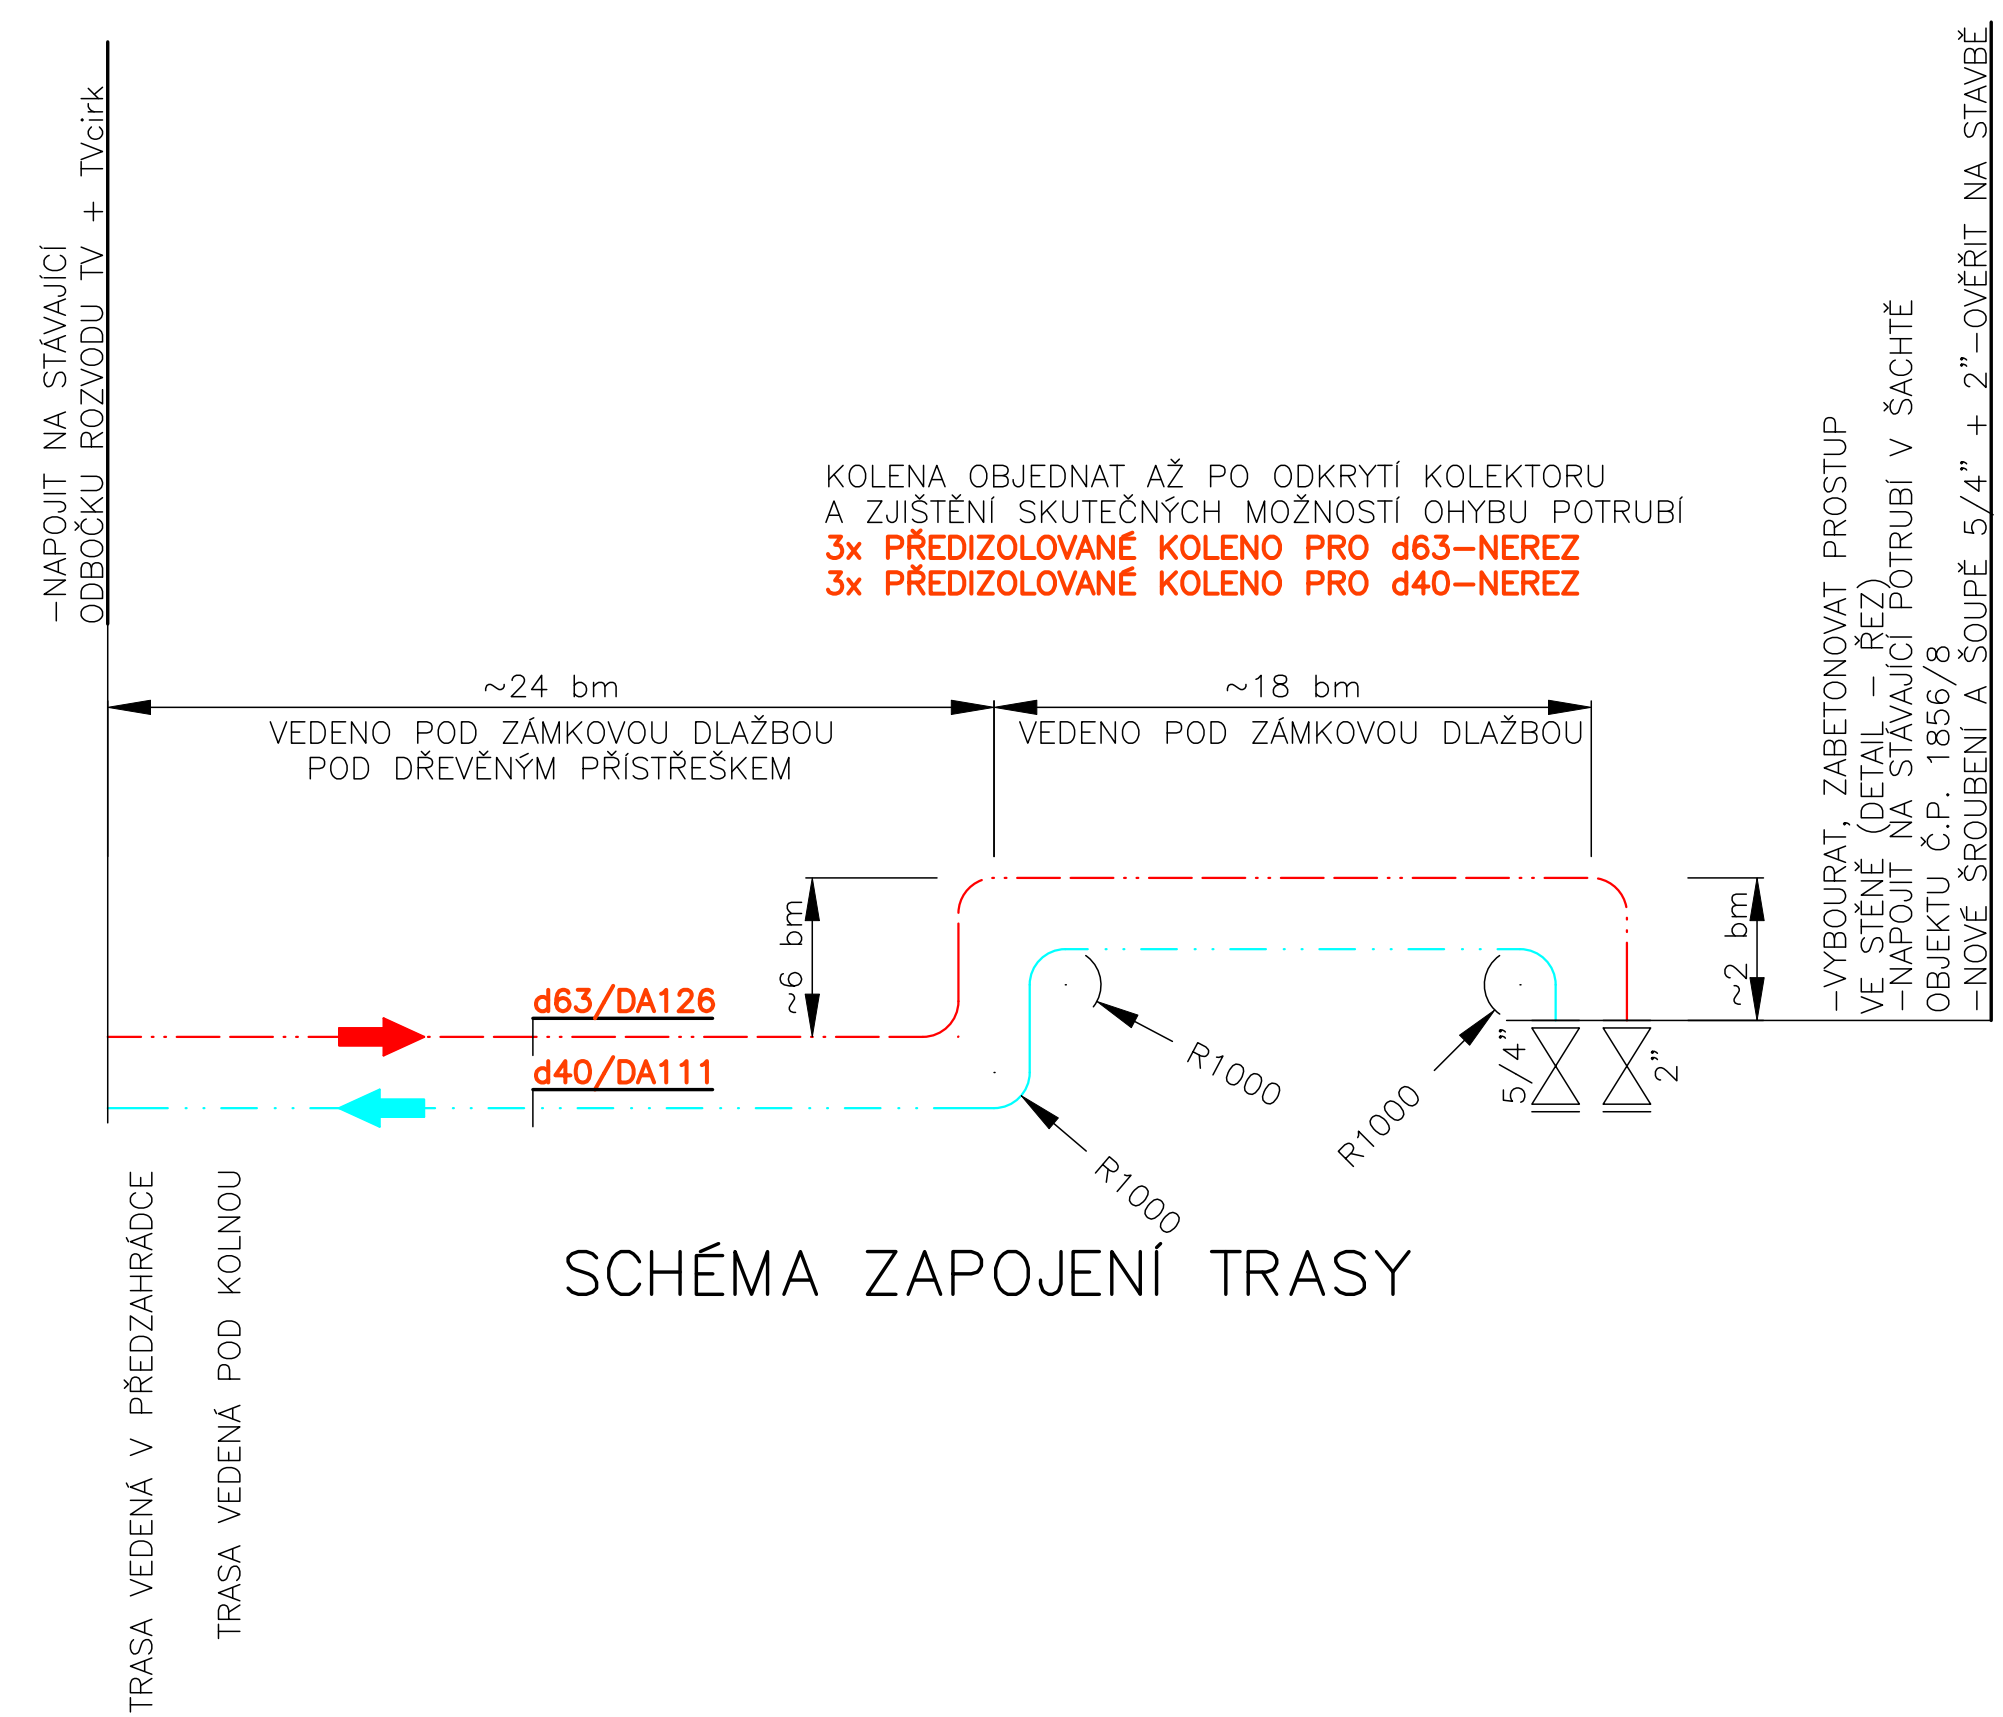 -NAPOJIT NA STÁVAJÍCÍ
ODBOČKU ROZVODU TV + TVcirk
KOLENA OBJEDNAT AŽ PO ODKRYTÍ KOLEKTORU
A ZJIŠTĚNÍ SKUTEČNÝCH MOŽNOSTÍ OHYBU POTRUBÍ
3x PŘEDIZOLOVANÉ KOLENO PRO d63-NEREZ
3x PŘEDIZOLOVANÉ KOLENO PRO d40-NEREZ
~24 bm
VEDENO POD ZÁMKOVOU DLAŽBOU
POD DŘEVĚNÝM PŘÍSTŘEŠKEM
~18 bm
VEDENO POD ZÁMKOVOU DLAŽBOU
-VYBOURAT, ZABETONOVAT PROSTUP
VE STĚNĚ (DETAIL - ŘEZ)
-NAPOJIT NA STÁVAJÍCÍ POTRUBÍ V ŠACHTĚ
OBJEKTU Č.P. 1856/8
-NOVÉ ŠROUBENÍ A ŠOUPĚ 5/4" + 2"-OVĚŘIT NA STAVBĚ
~6 bm
~2 bm
d63/DA126
d40/DA111
R1000
R1000
R1000
5/4"
2"
SCHÉMA ZAPOJENÍ TRASY
TRASA VEDENÁ V PŘEDZAHRÁDCE
TRASA VEDENÁ POD KOLNOU